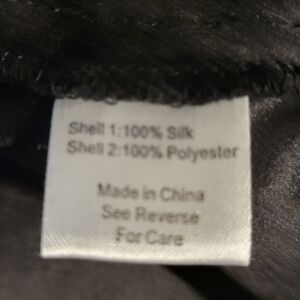 Shell 1:100% Silk
Shell 2:100% Polyester
Made in China
See Reverse
For Care